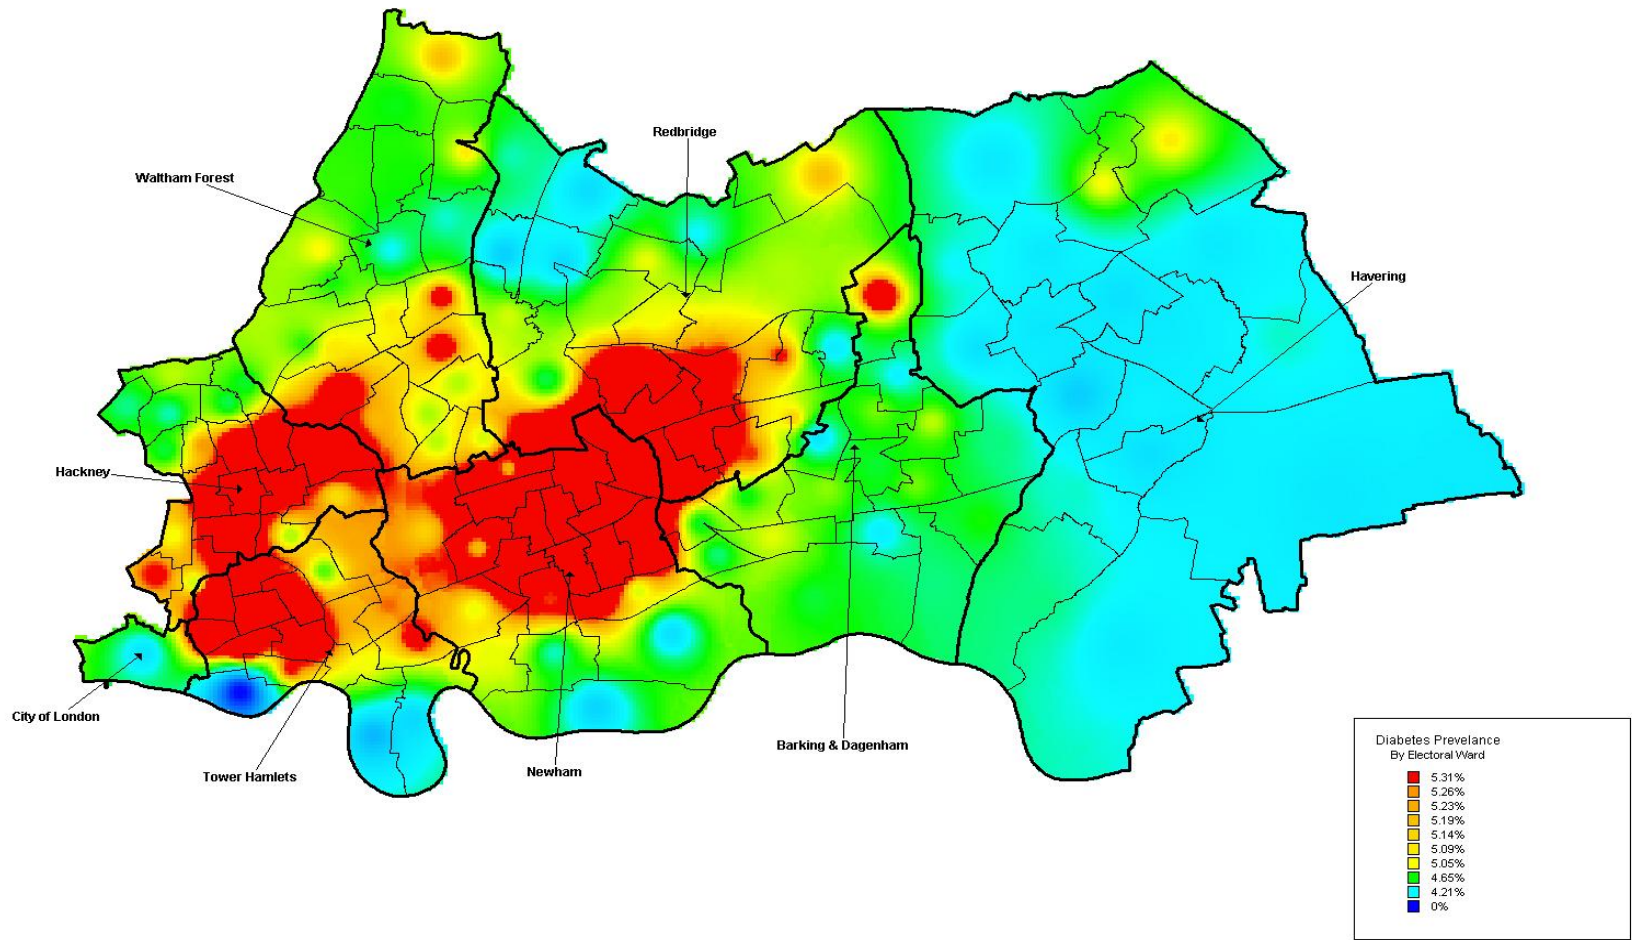 Redbridge
Waltham Forest
Havering
Hackney
City of London
Tower Hamlets
Newham
Barking & Dagenham
Diabetes Prevelance
By Electoral Ward
5.31%
5.26%
5.23%
5.19%
5.14%
5.09%
5.05%
4.65%
4.21%
0%